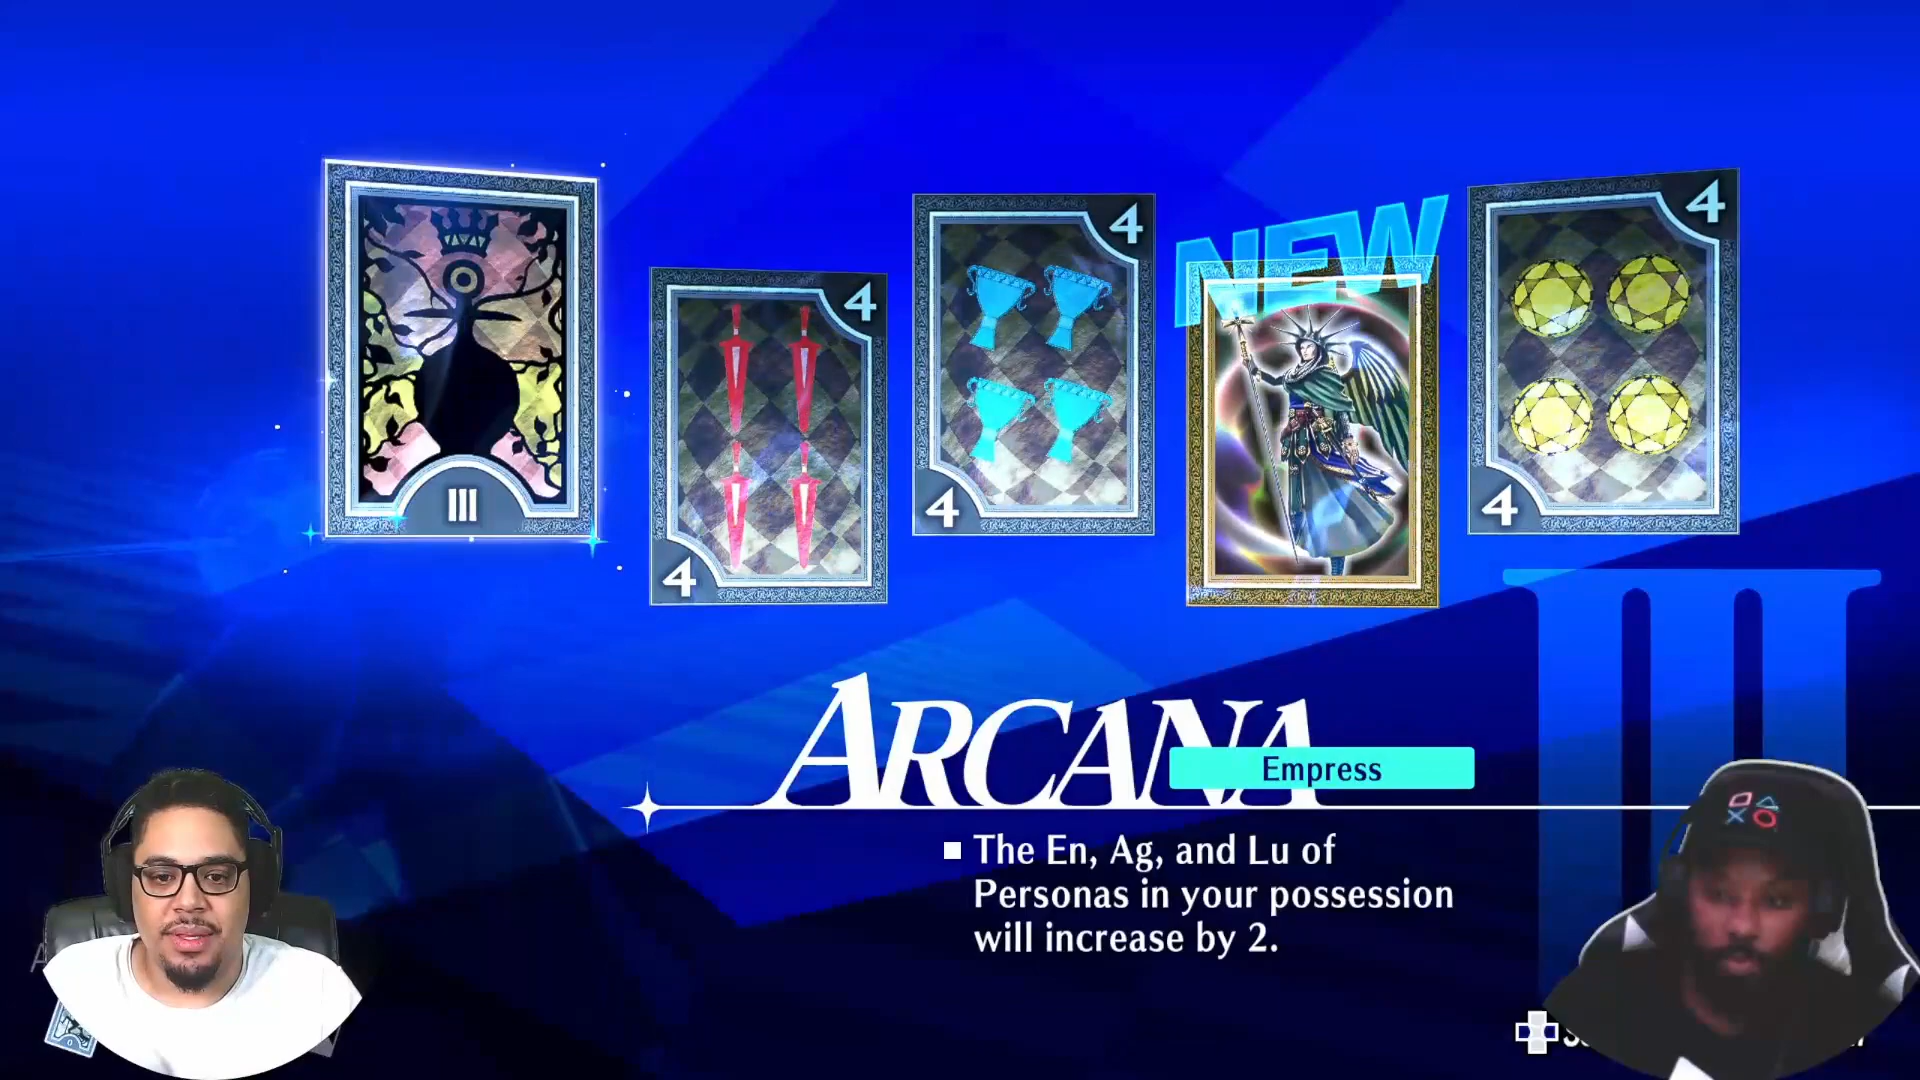 4
4
NEW
4
III
4
4
4
III
ARCANA
Empress
The En, Ag, and Lu of
Personas in your possession
will increase by 2.